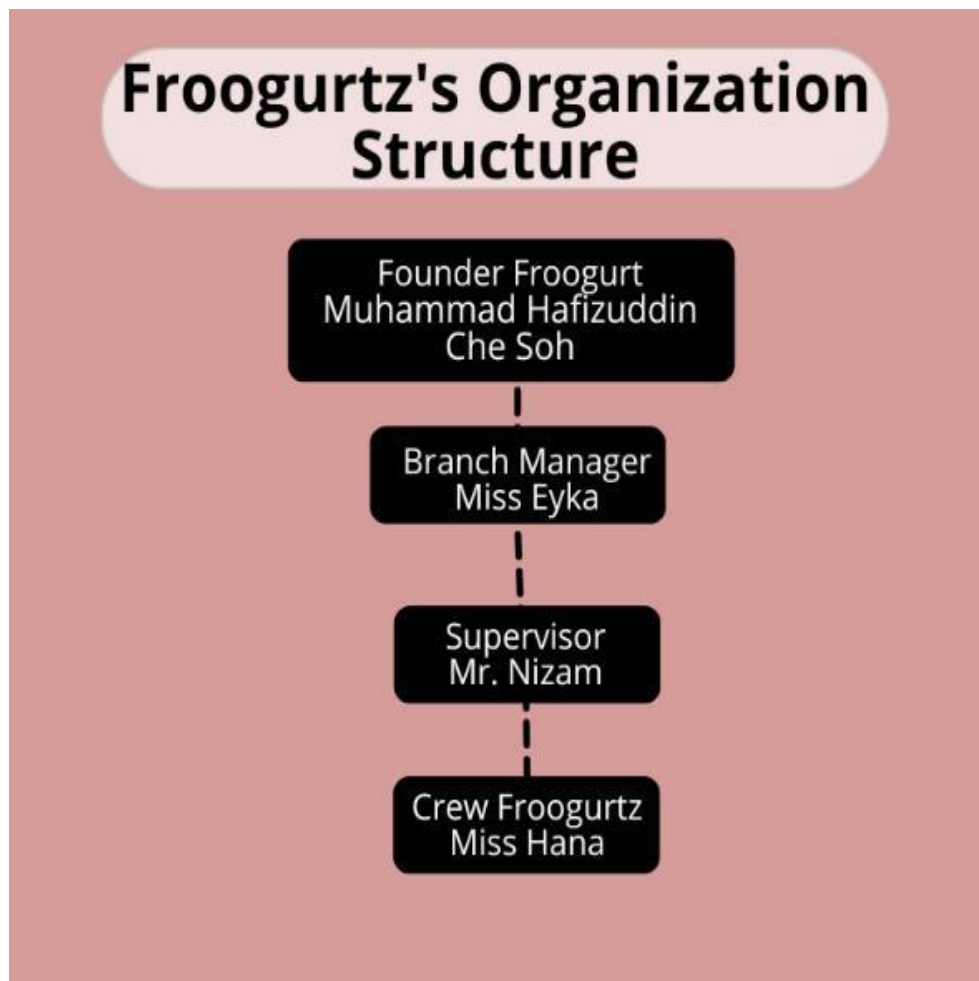 Froogurtz's Organization
Structure
Founder Froogurt
Muhammad Hafizuddin
Che Soh
Branch Manager
Miss Eyka
Supervisor
Mr. Nizam
Crew Froogurtz
Miss Hana